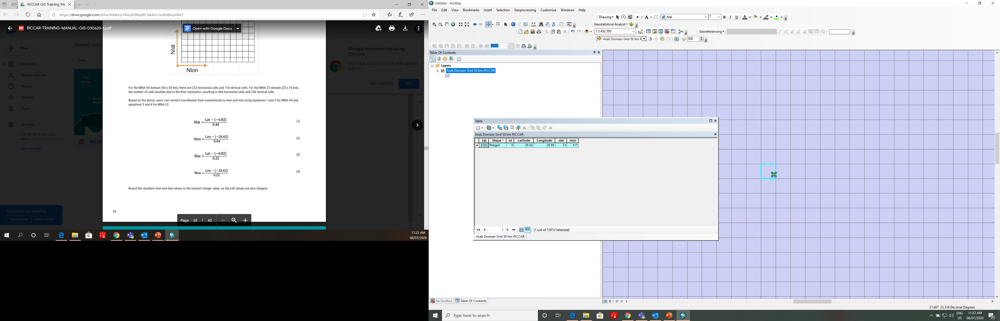 RICCAR GIS Training Ma
https://drive.google.com/drive/folders/1AtGyh9Rdy8h-hKAoConNIXlluqIrfALY
RICCAR-TRAINING-MANUAL-GIS-030620-1.pdf
Open with Google Docs
New
My Drive
Shared with me
Recent
Starred
Trash
Storage
2.6 GB of 15 GB used
Buy storage
Get Drive for desktop
Download
Learn more
Shared with
Files
RICCAR
RICCAR
Google recommends using
Chrome
Try a fast, secure browser with updates
built in
NO THANKS
YES
Nlat
Nlon
For the MNA-44 domain (50 x 50 km), there are 232 horizontal cells and 118 vertical cells. For the MNA-22 domain (25 x 25 km),
the number of cells doubles due to the finer resolution, resulting in 464 horizontal cells and 236 vertical cells.
Based on the above, users can convert coordinates from conventional to nlon and nlat using equations 1 and 2 for MNA-44 and
equations 3 and 4 for MNA-22.
Nlat = Lat − (−6.82) / 0.44 (1)
Nlon = Lon − (−26.62) / 0.44 (2)
Nlat = Lat − (−6.82) / 0.22 (3)
Nlon = Lon − (−26.62) / 0.22 (4)
Round the resultant nlon and nlat values to the nearest integer value, as the cell values are also integers.
16
Page 25 / 40
11:22 AM
08/07/2020
Untitled - ArcMap
File Edit View Bookmarks Insert Selection Geoprocessing Customize Windows Help
Drawing
Arial
7
B I U A
Geostatistical Analyst
1:3,492,300
Georeferencing
Arab Domain Grid 50 km R
500
Table Of Contents
Layers
Arab Domain Grid 50 km RICCAR
Table
Arab Domain Grid 50 km RICCAR
FID Shape * Id Latitude Longitude nlat nlon
9183 Polygon 0 25.52 25.08 73 117
1
(1 out of 15910 Selected)
Arab Domain Grid 50 km RICCAR
ArcToolbox
Table Of Contents
21.467 23.318 Decimal Degrees
Type here to search
ENG
US
11:22 AM
08/07/2020
23